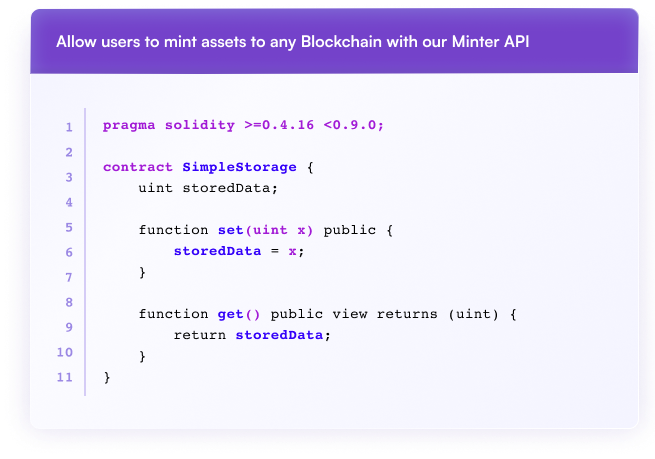 Allow users to mint assets to any Blockchain with our Minter API
1
2
3
4
5
6
7
8
9
10
11
pragma solidity >=0.4.16 <0.9.0;
contract SimpleStorage {
    uint storedData;
    function set(uint x) public {
        storedData = x;
    }
    function get() public view returns (uint) {
        return storedData;
    }
}